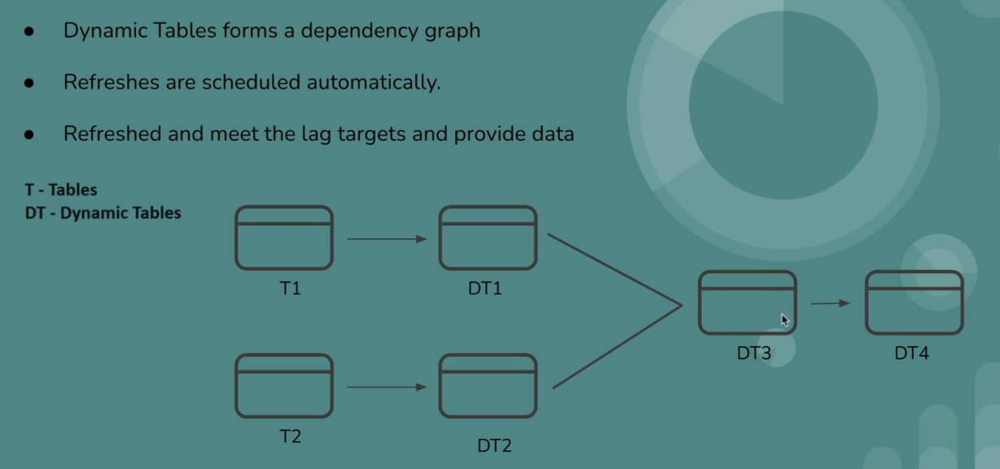 ● Dynamic Tables forms a dependency graph
● Refreshes are scheduled automatically.
● Refreshed and meet the lag targets and provide data
T - Tables
DT - Dynamic Tables
T1
DT1
DT3
DT4
T2
DT2